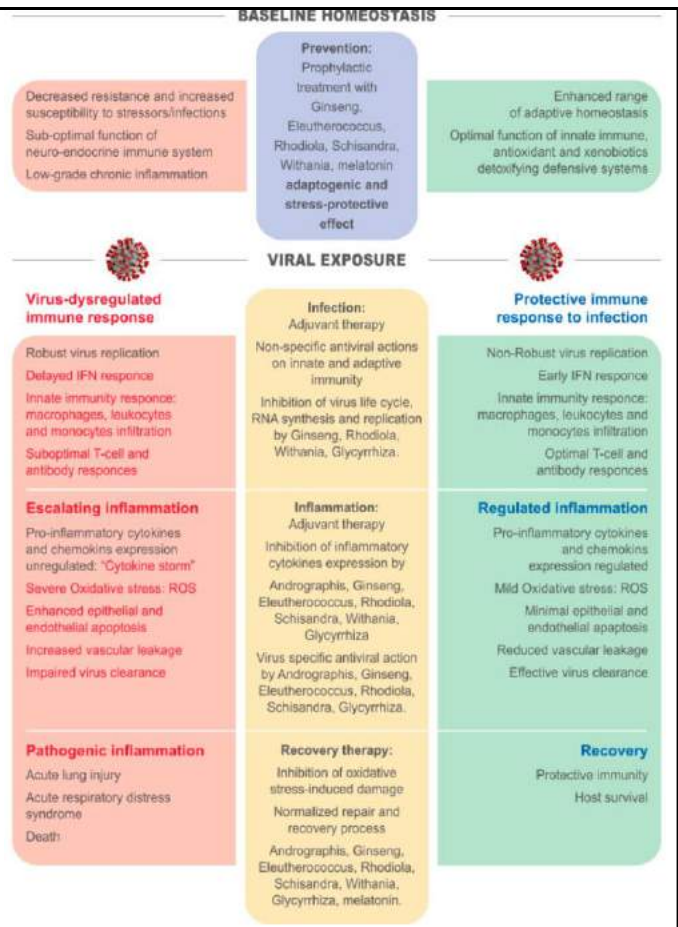 BASELINE HOMEOSTASIS
Decreased resistance and increased
susceptibility to stressors/infections
Sub-optimal function of
neuro-endocrine immune system
Low-grade chronic inflammation
Prevention:
Prophylactic
treatment with
Ginseng,
Eleutherococcus,
Rhodiola, Schisandra,
Withania, melatonin
adaptogenic and
stress-protective
effect
Enhanced range
of adaptive homeostasis
Optimal function of innate immune,
antioxidant and xenobiotics
detoxifying defensive systems
VIRAL EXPOSURE
Virus-dysregulated
immune response
Robust virus replication
Delayed IFN responce
Innate immunity responce:
macrophages, leukocytes
and monocytes infiltration
Suboptimal T-cell and
antibody responces
Infection:
Adjuvant therapy
Non-specific antiviral actions
on innate and adaptive
immunity
Inhibition of virus life cycle,
RNA synthesis and replication
by Ginseng, Rhodiola,
Withania, Glycyrrhiza.
Protective immune
response to infection
Non-Robust virus replication
Early IFN responce
Innate immunity responce:
macrophages, leukocytes and
monocytes infiltration
Optimal T-cell and
antibody responces
Escalating inflammation
Pro-inflammatory cytokines
and chemokins expression
unregulated: "Cytokine storm"
Severe Oxidative stress: ROS
Enhanced epithelial and
endothelial apoptosis
Increased vascular leakage
Impaired virus clearance
Inflammation:
Adjuvant therapy
Inhibition of inflammatory
cytokines expression by
Andrographis, Ginseng,
Eleutherococcus, Rhodiola,
Schisandra, Withania,
Glycyrrhiza
Virus specific antiviral action
by Andrographis, Ginseng,
Eleutherococcus, Rhodiola,
Schisandra, Glycyrrhiza.
Regulated inflammation
Pro-inflammatory cytokines
and chemokins
expression regulated
Mild Oxidative stress: ROS
Minimal epithelial and
endothelial apaptosis
Reduced vascular leakage
Effective virus clearance
Pathogenic inflammation
Acute lung injury
Acute respiratory distress
syndrome
Death
Recovery therapy:
Inhibition of oxidative
stress-induced damage
Normalized repair and
recovery process
Andrographis, Ginseng,
Eleutherococcus, Rhodiola,
Schisandra, Withania,
Glycyrrhiza, melatonin.
Recovery
Protective immunity
Host survival